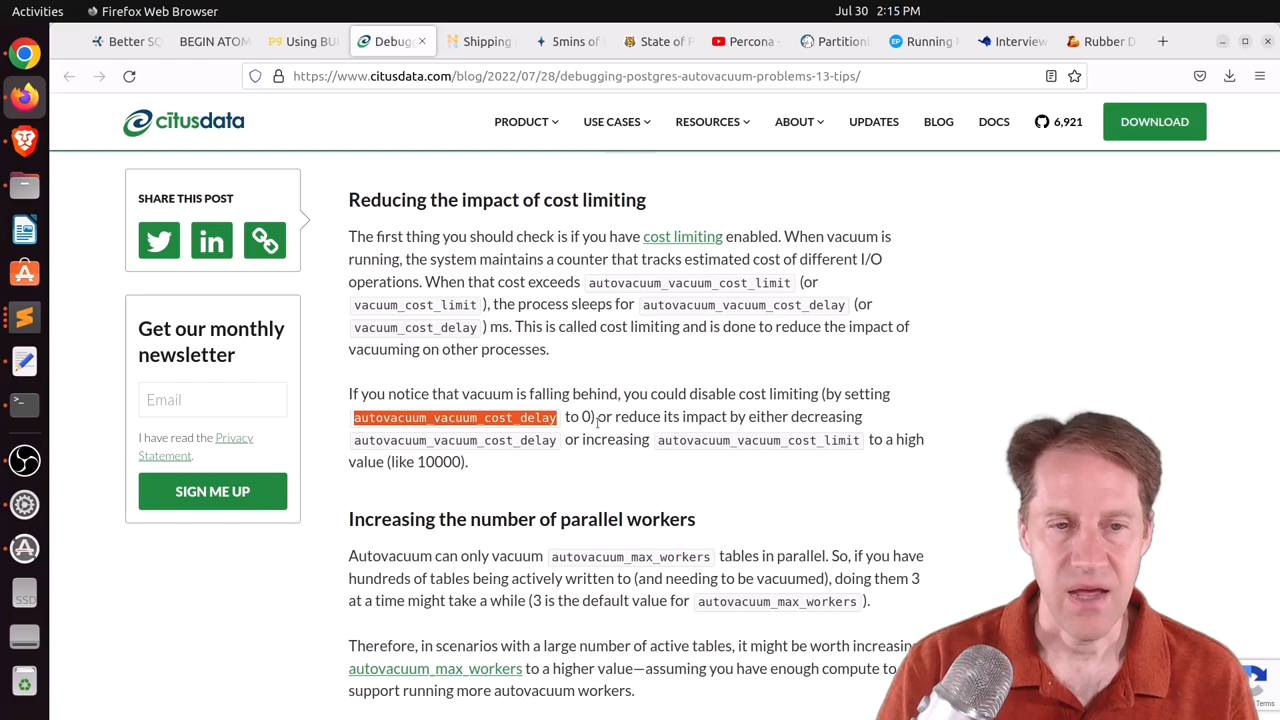 Activities
Firefox Web Browser
Jul 30 2:15 PM
Better SQ
BEGIN ATOM
Using BU
Debugg
Shipping
5mins of
State of P
Percona -
Partition
Running
Interview
Rubber D
https://www.citusdata.com/blog/2022/07/28/debugging-postgres-autovacuum-problems-13-tips/
citusdata
PRODUCT
USE CASES
RESOURCES
ABOUT
UPDATES
BLOG
DOCS
6,921
DOWNLOAD
SHARE THIS POST
Get our monthly
newsletter
Email
I have read the Privacy
Statement.
SIGN ME UP
Reducing the impact of cost limiting
The first thing you should check is if you have cost limiting enabled. When vacuum is
running, the system maintains a counter that tracks estimated cost of different I/O
operations. When that cost exceeds autovacuum_vacuum_cost_limit (or
vacuum_cost_limit ), the process sleeps for autovacuum_vacuum_cost_delay (or
vacuum_cost_delay ) ms. This is called cost limiting and is done to reduce the impact of
vacuuming on other processes.
If you notice that vacuum is falling behind, you could disable cost limiting (by setting
autovacuum_vacuum_cost_delay to 0) or reduce its impact by either decreasing
autovacuum_vacuum_cost_delay or increasing autovacuum_vacuum_cost_limit to a high
value (like 10000).
Increasing the number of parallel workers
Autovacuum can only vacuum autovacuum_max_workers tables in parallel. So, if you have
hundreds of tables being actively written to (and needing to be vacuumed), doing them 3
at a time might take a while (3 is the default value for autovacuum_max_workers ).
Therefore, in scenarios with a large number of active tables, it might be worth increasing
autovacuum_max_workers to a higher value—assuming you have enough compute to
support running more autovacuum workers.
SSD
Terms